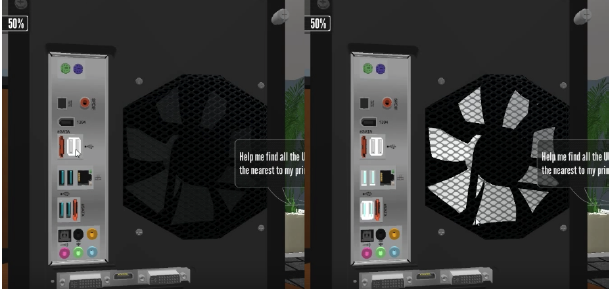 50%
Help me find all the U
the nearest to my pri
50%
Help me find all the U
the nearest to my pri